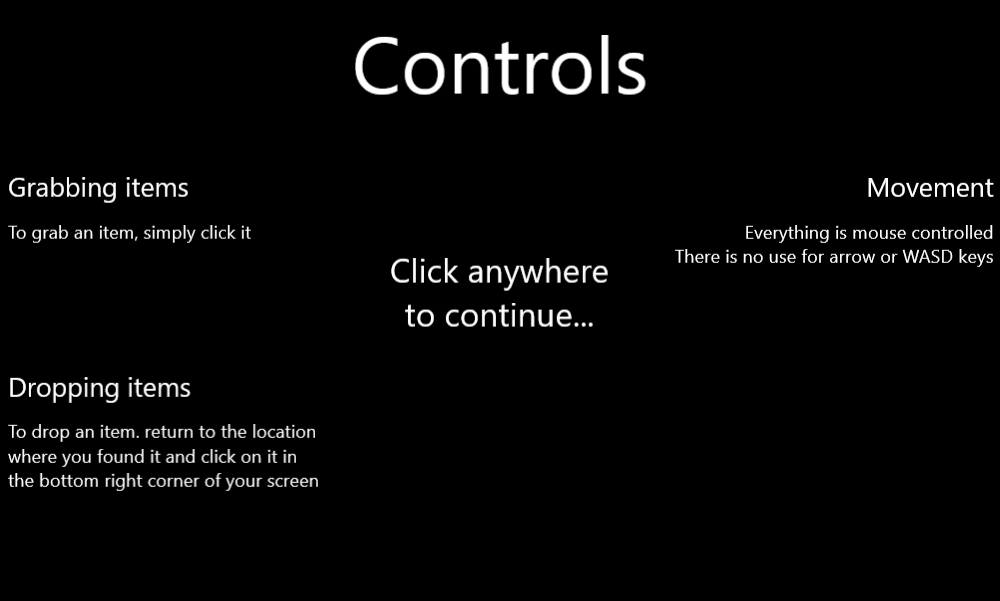 Controls
Grabbing items
To grab an item, simply click it
Movement
Everything is mouse controlled
There is no use for arrow or WASD keys
Click anywhere
to continue...
Dropping items
To drop an item. return to the location
where you found it and click on it in
the bottom right corner of your screen